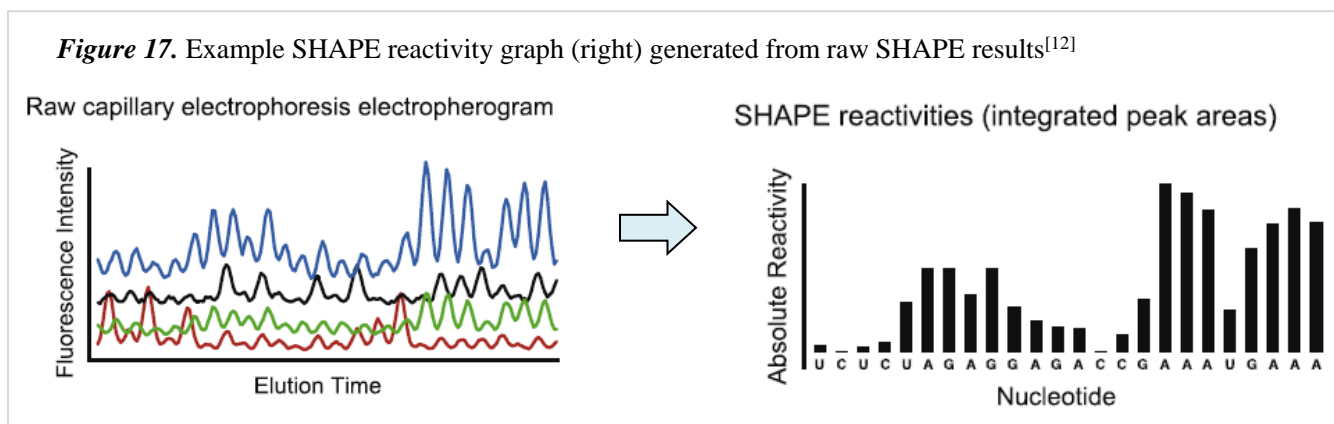 Figure 17. Example SHAPE reactivity graph (right) generated from raw SHAPE results[12]
Raw capillary electrophoresis electropherogram
Fluorescence Intensity
Elution Time
SHAPE reactivities (integrated peak areas)
Absolute Reactivity
U C U C U A G A G G A G A C C G A A A U G A A A
Nucleotide